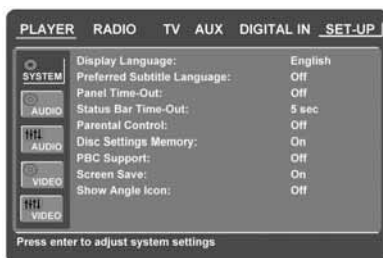 PLAYER RADIO TV AUX DIGITAL IN SET-UP
SYSTEM
AUDIO
AUDIO
VIDEO
VIDEO
Display Language: English
Preferred Subtitle Language: Off
Panel Time-Out: Off
Status Bar Time-Out: 5 sec
Parental Control: Off
Disc Settings Memory: On
PBC Support: Off
Screen Save: On
Show Angle Icon: Off
Press enter to adjust system settings